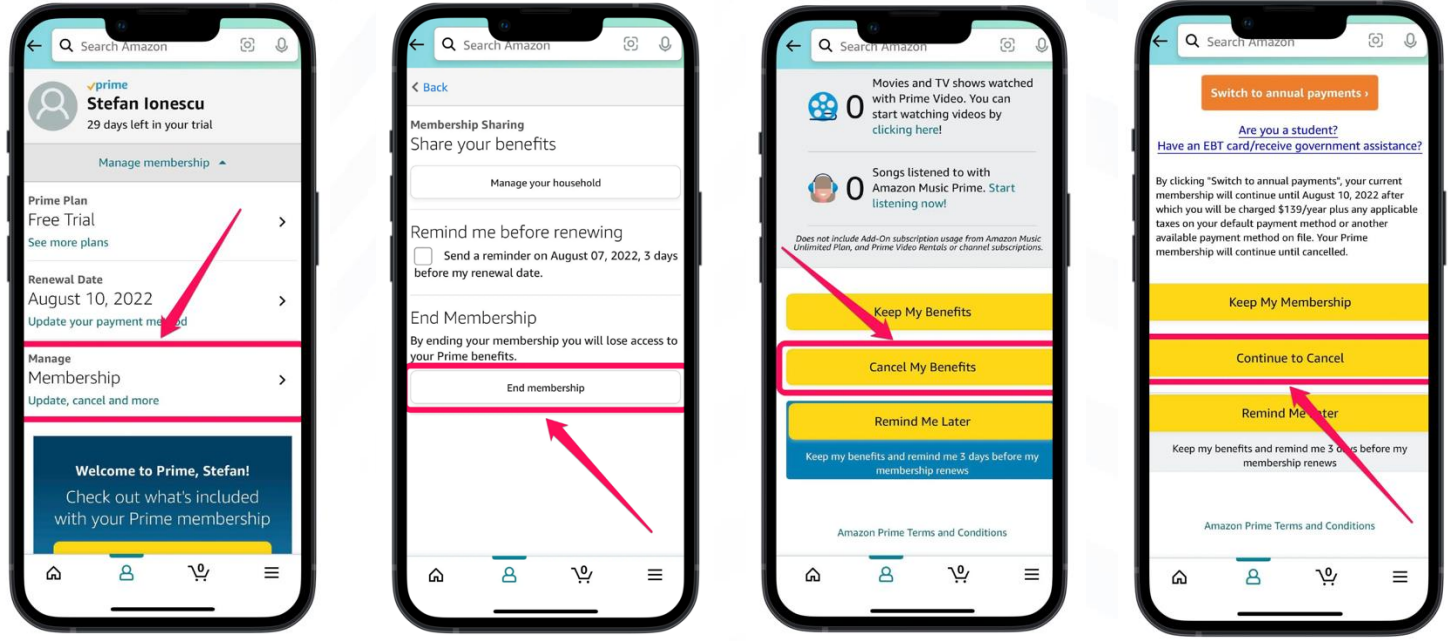 Search Amazon
prime
Stefan Ionescu
29 days left in your trial
Manage membership
Prime Plan
Free Trial
See more plans
Renewal Date
August 10, 2022
Update your payment method
Manage
Membership
Update, cancel and more
Welcome to Prime, Stefan!
Check out what's included
with your Prime membership
0
Search Amazon
Back
Membership Sharing
Share your benefits
Manage your household
Remind me before renewing
Send a reminder on August 07, 2022, 3 days
before my renewal date.
End Membership
By ending your membership you will lose access to
your Prime benefits.
End membership
0
Search Amazon
0
Movies and TV shows watched
with Prime Video. You can
start watching videos by
clicking here!
0
Songs listened to with
Amazon Music Prime. Start
listening now!
Does not include Add-On subscription usage from Amazon Music
Unlimited Plan, and Prime Video Rentals or channel subscriptions.
Keep My Benefits
Cancel My Benefits
Remind Me Later
Keep my benefits and remind me 3 days before my
membership renews
Amazon Prime Terms and Conditions
0
Search Amazon
Switch to annual payments ›
Are you a student?
Have an EBT card/receive government assistance?
By clicking "Switch to annual payments", your current
membership will continue until August 10, 2022 after
which you will be charged $139/year plus any applicable
taxes on your default payment method or another
available payment method on file. Your Prime
membership will continue until cancelled.
Keep My Membership
Continue to Cancel
Remind Me Later
Keep my benefits and remind me 3 days before my
membership renews
Amazon Prime Terms and Conditions
0